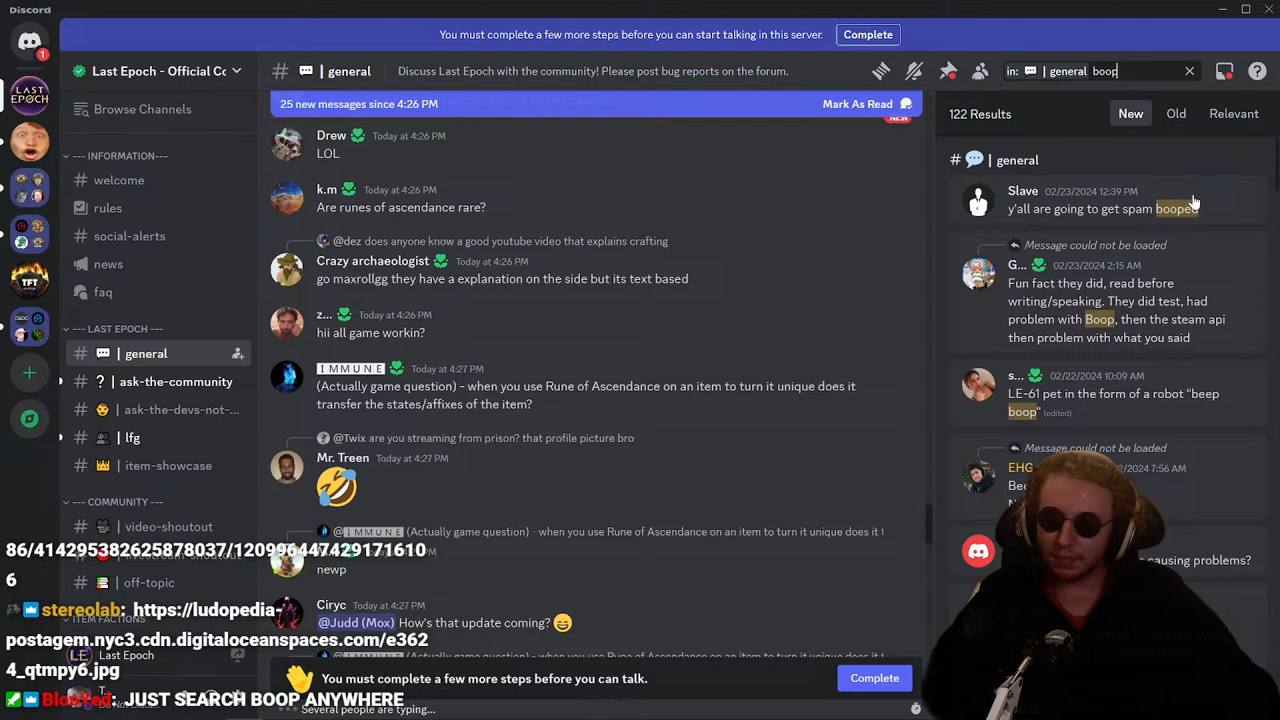 Discord
You must complete a few more steps before you can start talking in this server.
Complete
1
Last Epoch - Official Cc
| general
Discuss Last Epoch with the community! Please post bug reports on the forum.
in: 💬 | general boop
LAST
EPOCH
Browse Channels
25 new messages since 4:26 PM
Mark As Read
NEW
122 Results
New
Old
Relevant
--- INFORMATION ---
# welcome
# rules
# social-alerts
# news
# faq
--- LAST EPOCH ---
# 💬 | general
# ? | ask-the-community
# | ask-the-devs-not-...
# | lfg
# | item-showcase
--- COMMUNITY ---
# | video-shoutout
# | off-topic
ITEM FACTIONS
Last Epoch
TFT
Drew Today at 4:26 PM
LOL
k.m Today at 4:26 PM
Are runes of ascendance rare?
@dez does anyone know a good youtube video that explains crafting
Crazy archaeologist Today at 4:26 PM
go maxrollgg they have a explanation on the side but its text based
z... Today at 4:26 PM
hii all game workin?
IMMUNE Today at 4:27 PM
(Actually game question) - when you use Rune of Ascendance on an item to turn it unique does it
transfer the states/affixes of the item?
@Twix are you streaming from prison? that profile picture bro
Mr. Treen Today at 4:27 PM
🤣
@IMMUNE (Actually game question) - when you use Rune of Ascendance on an item to turn it unique does it t
newp
Ciryc Today at 4:27 PM
@Judd (Mox) How's that update coming? 😄
You must complete a few more steps before you can talk.
Complete
Several people are typing...
# 💬 | general
Slave 02/23/2024 12:39 PM
y'all are going to get spam booped
Message could not be loaded
G... 02/23/2024 2:15 AM
Fun fact they did, read before
writing/speaking. They did test, had
problem with Boop, then the steam api
then problem with what you said
s... 02/22/2024 10:09 AM
LE-61 pet in the form of a robot "beep
boop" (edited)
Message could not be loaded
EHG 7:56 AM
causing problems?
86/414295382625878037/120996447429171610
6
stereolab: https://ludopedia-
postagem.nyc3.cdn.digitaloceanspaces.com/e362
4_qtmpy6.jpg
BlooYed: JUST SEARCH BOOP ANYWHERE